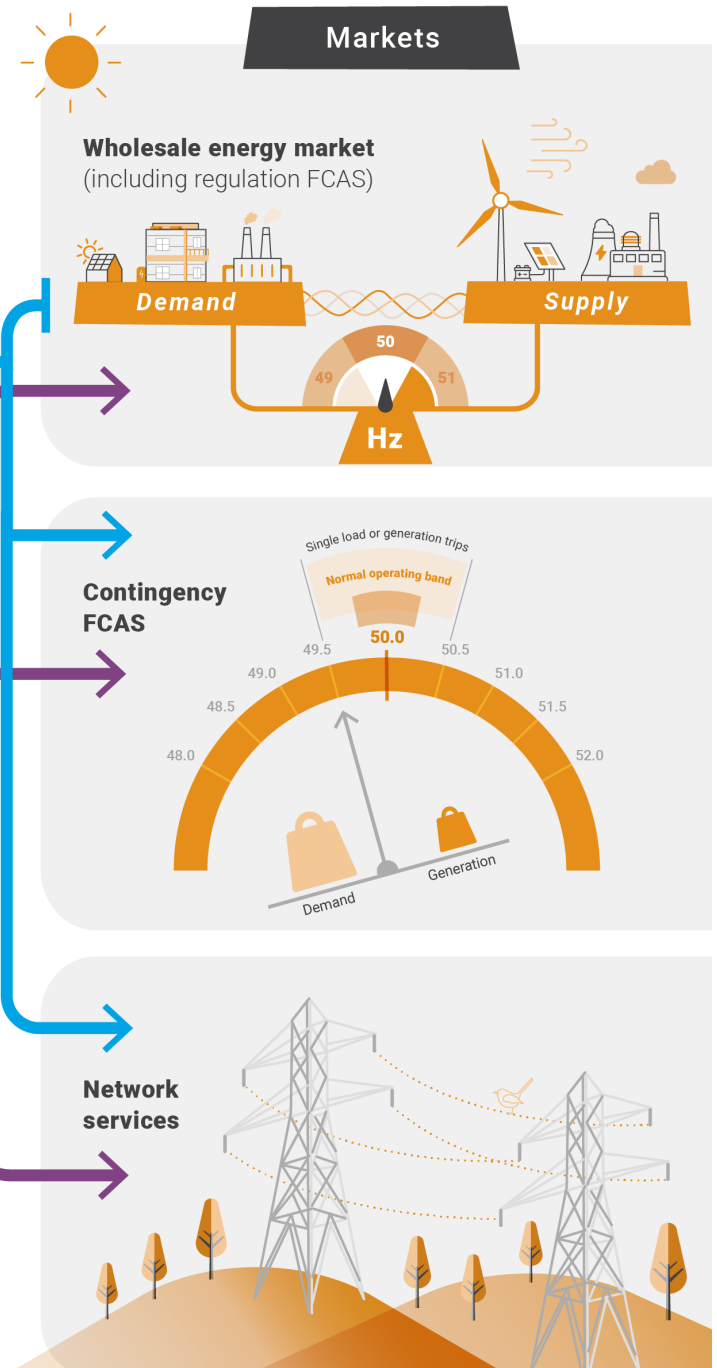 Markets
Wholesale energy market
(including regulation FCAS)
Demand
Supply
49
50
51
Hz
Contingency
FCAS
Single load or generation trips
Normal operating band
50.0
49.5
50.5
49.0
51.0
48.5
51.5
48.0
52.0
Demand
Generation
Network
services